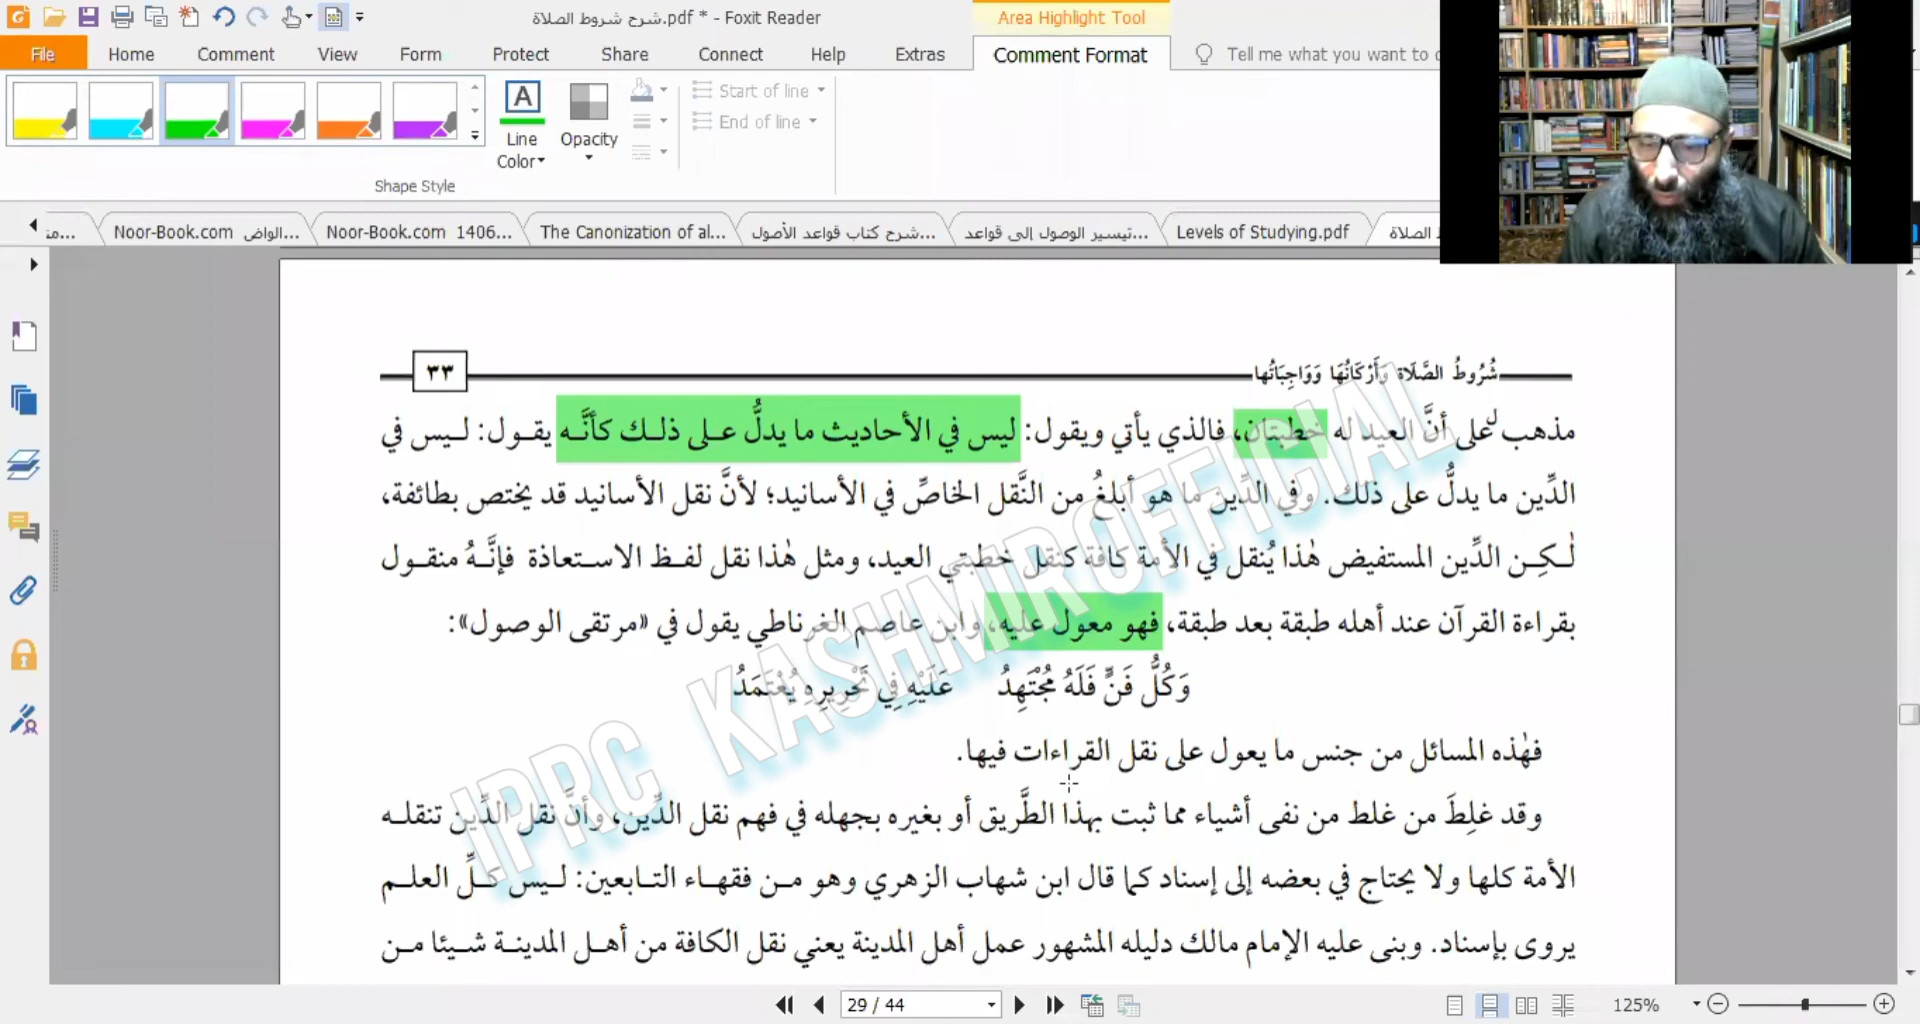 شرح شروط الصلاة.pdf * - Foxit Reader
Area Highlight Tool
File Home Comment View Form Protect Share Connect Help Extras Comment Format Tell me what you want to
A
Line Color
Opacity
Start of line
End of line
Shape Style
Noor-Book.com الواض...
Noor-Book.com 1406...
The Canonization of al...
شرح كتاب قواعد الأصول...
تيسير الوصول إلى قواعد...
Levels of Studying.pdf
الصلاة
شُرُوطُ الصَّلَاة وَأَرْكَانُهَا وَوَاجِبَاتُها
٣٣
مذهب على أنَّ العيد له خطبتان، فالذي يأتي ويقول: ليس في الأحاديث ما يدلُّ على ذلك كأنَّه يقول: ليس في
الدِّين ما يدلُّ على ذلك. وفي الدِّين ما هو أبلغُ من النَّقل الخاصِّ في الأسانيد؛ لأنَّ نقل الأسانيد قد يختص بطائفة،
لٰكِن الدِّين المستفيض هٰذا يُنقل في الأمة كافة كنقل خطبتي العيد، ومثل هٰذا نقل لفظ الاستعاذة فإنَّهُ منقول
بقراءة القرآن عند أهله طبقة بعد طبقة، فهو معول عليه، وابن عاصم الغرناطي يقول في «مرتقى الوصول»:
وَكُلُّ فَنٍّ فَلَهُ مُجْتَهِدُ عَلَيْهِ فِي تَحْرِيرِهِ يُعْتَمَدُ
فهٰذه المسائل من جنس ما يعول على نقل القراءات فيها.
وقد غلِطَ من غلط من نفى أشياء مما ثبت بهذا الطَّريق أو بغيره بجهله في فهم نقل الدِّين، وأنَّ نقل الدِّين تنقله
الأمة كلها ولا يحتاج في بعضه إلى إسناد كما قال ابن شهاب الزهري وهو من فقهاء التابعين: ليس كلِّ العلم
يروى بإسناد. وبنى عليه الإمام مالك دليله المشهور عمل أهل المدينة يعني نقل الكافة من أهل المدينة شيئا من
IPRC KASHMIROFFICIAL
29 / 44
125%